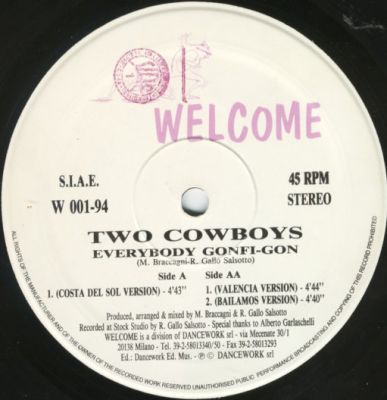 WELCOME
S.I.A.E.
45 RPM
W 001-94
STEREO
TWO COWBOYS
EVERYBODY GONFI-GON
(M. Braccagni-R. Gallo Salsotto)
Side A
Side AA
1. (COSTA DEL SOL VERSION) - 4'43"
1. (VALENCIA VERSION) - 4'44"
2. (BAILAMOS VERSION) - 4'40"
Produced, arranged & mixed by M. Braccagni & R. Gallo Salsotto
Recorded at Stock Studio by R. Gallo Salsotto - Special thanks to Alberto Garlaschelli
WELCOME is a division of DANCEWORK srl - via Mecenate 30/1
20138 Milano - Tel. 39-2-58013340/50 - Fax 39-2-58013293
Ed.: Dancework Ed. Mus. - ℗ © DANCEWORK srl
ALL RIGHTS OF THE MANUFACTURER AND OF THE OWNER OF THE RECORDED WORK RESERVED UNAUTHORISED PUBLIC PERFORMANCE BROADCASTING AND COPYING OF THIS RECORD PROHIBITED